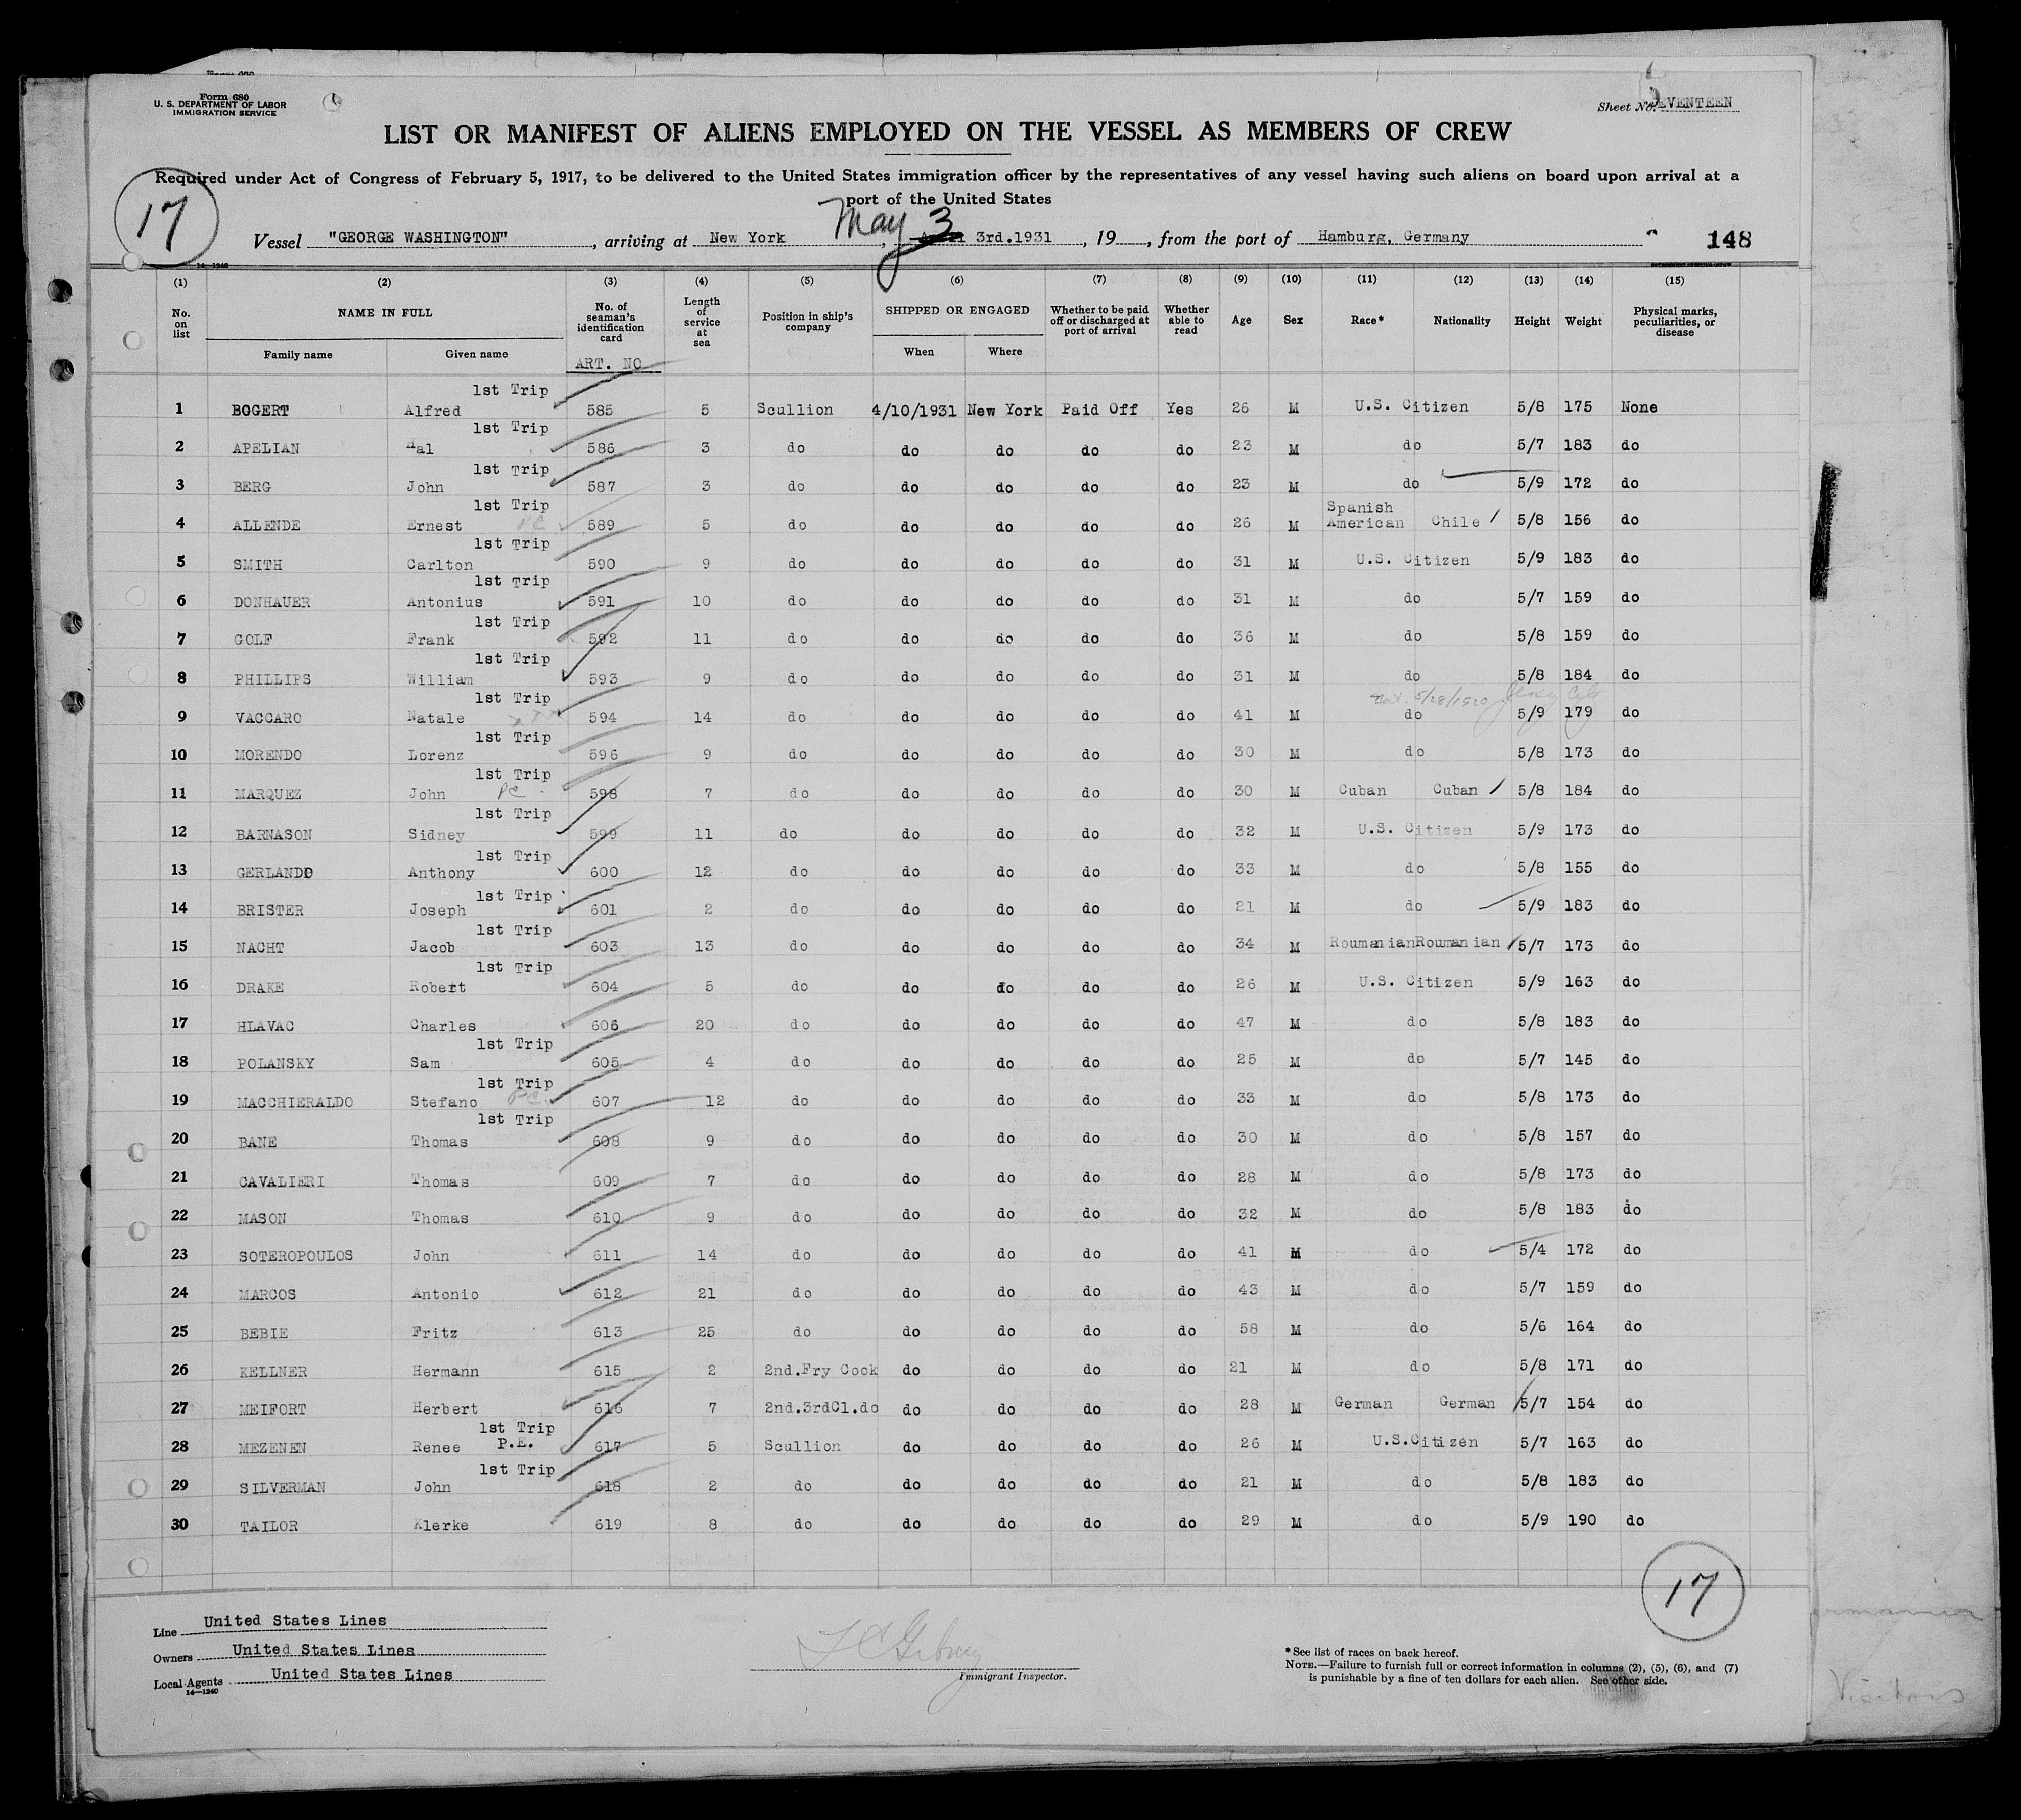 Form 680
U. S. DEPARTMENT OF LABOR
IMMIGRATION SERVICE
Sheet No. SEVENTEEN
LIST OR MANIFEST OF ALIENS EMPLOYED ON THE VESSEL AS MEMBERS OF CREW
Required under Act of Congress of February 5, 1917, to be delivered to the United States immigration officer by the representatives of any vessel having such aliens on board upon arrival at a
port of the United States
17
May 3
Vessel "GEORGE WASHINGTON", arriving at New York, 3rd.1931, 19, from the port of Hamburg, Germany 148
14—1240
(1) (2) (3) (4) (5) (6) (7) (8) (9) (10) (11) (12) (13) (14) (15)
No. on list NAME IN FULL Family name Given name No. of seaman's identification card ART. NO Length of service at sea Position in ship's company SHIPPED OR ENGAGED When Where Whether to be paid off or discharged at port of arrival Whether able to read Age Sex Race* Nationality Height Weight Physical marks, peculiarities, or disease
1st Trip
1 BOGERT Alfred 585 5 Scullion 4/10/1931 New York Paid Off Yes 26 M U.S. Citizen 5/8 175 None
1st Trip
2 APELIAN Hal 586 3 do do do do do 23 M do 5/7 183 do
1st Trip
3 BERG John 587 3 do do do do do 23 M do 5/9 172 do
1st Trip
4 ALLENDE Ernest PC 589 5 do do do do do 26 M Spanish American Chile 5/8 156 do
1st Trip
5 SMITH Carlton 590 9 do do do do do 31 M U.S. Citizen 5/9 183 do
1st Trip
6 DONHAUER Antonius 591 10 do do do do do 31 M do 5/7 159 do
1st Trip
7 GOLF Frank 592 11 do do do do do 36 M do 5/8 159 do
1st Trip
8 PHILLIPS William 593 9 do do do do do 31 M do 5/8 184 do
1st Trip
9 VACCARO Natale 594 14 do do do do do 41 M do 5/9 179 do
1st Trip
10 MORENDO Lorenz 596 9 do do do do do 30 M do 5/8 173 do
1st Trip
11 MARQUEZ John PC 598 7 do do do do do 30 M Cuban Cuban 5/8 184 do
1st Trip
12 BARNASON Sidney 599 11 do do do do do 32 M U.S. Citizen 5/9 173 do
1st Trip
13 GERLANDO Anthony 600 12 do do do do do 33 M do 5/8 155 do
1st Trip
14 BRISTER Joseph 601 2 do do do do do 21 M do 5/9 183 do
1st Trip
15 NACHT Jacob 603 13 do do do do do 34 M Roumanian Roumanian 5/7 173 do
1st Trip
16 DRAKE Robert 604 5 do do do do do 26 M U.S. Citizen 5/9 163 do
17 HLAVAC Charles 606 20 do do do do do 47 M do 5/8 183 do
1st Trip
18 POLANSKY Sam 605 4 do do do do do 25 M do 5/7 145 do
1st Trip
19 MACCHIERALDO Stefano PC 607 12 do do do do do 33 M do 5/8 173 do
1st Trip
20 BANE Thomas 608 9 do do do do do 30 M do 5/8 157 do
21 CAVALIERI Thomas 609 7 do do do do do 28 M do 5/8 173 do
22 MASON Thomas 610 9 do do do do do 32 M do 5/8 183 do
23 SOTEROPOULOS John 611 14 do do do do do 41 M do 5/4 172 do
24 MARCOS Antonio 612 21 do do do do do 43 M do 5/7 159 do
25 BEBIE Fritz 613 25 do do do do do 58 M do 5/6 164 do
26 KELLNER Hermann 615 2 2nd.Fry Cook do do do do 21 M do 5/8 171 do
27 MEIFORT Herbert 616 7 2nd.3rdCl.do do do do do 28 M German German 5/7 154 do
1st Trip
28 MEZENEN Renee P.E. 617 5 Scullion do do do do 26 M U.S.Citizen 5/7 163 do
1st Trip
29 SILVERMAN John 618 2 do do do do do 21 M do 5/8 183 do
30 TAILOR Klerke 619 8 do do do do do 29 M do 5/9 190 do
17
Line United States Lines
Owners United States Lines
Local Agents United States Lines
14—1240
Immigrant Inspector.
* See list of races on back hereof.
NOTE.—Failure to furnish full or correct information in columns (2), (5), (6), and (7)
is punishable by a fine of ten dollars for each alien. See other side.
Visitors